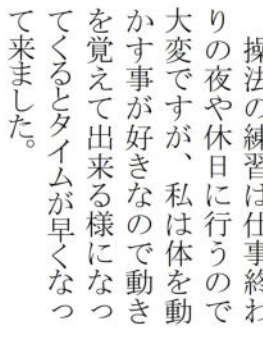 操法の練習は仕事終わ
りの夜や休日に行うので
大変ですが、私は体を動
かす事が好きなので動き
を覚えて出来る様になっ
てくるとタイムが早くなっ
て来ました。